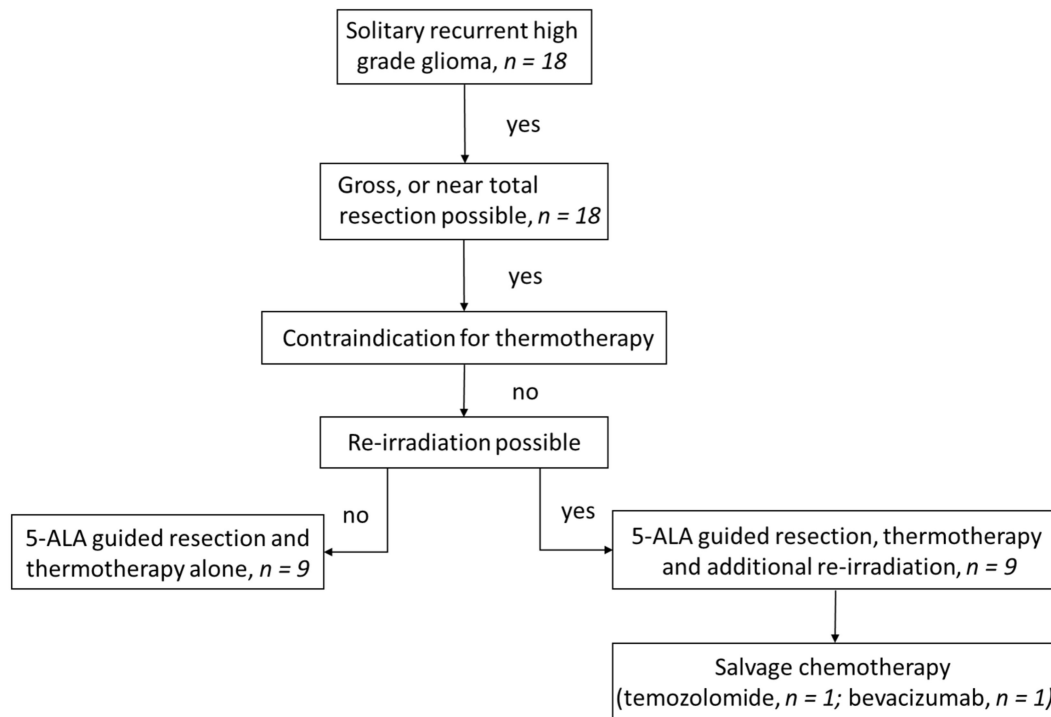 Solitary recurrent high
grade glioma, n = 18
yes
Gross, or near total
resection possible, n = 18
yes
Contraindication for thermotherapy
no
Re-irradiation possible
no
yes
5-ALA guided resection and
thermotherapy alone, n = 9
5-ALA guided resection, thermotherapy
and additional re-irradiation, n = 9
Salvage chemotherapy
(temozolomide, n = 1; bevacizumab, n = 1)